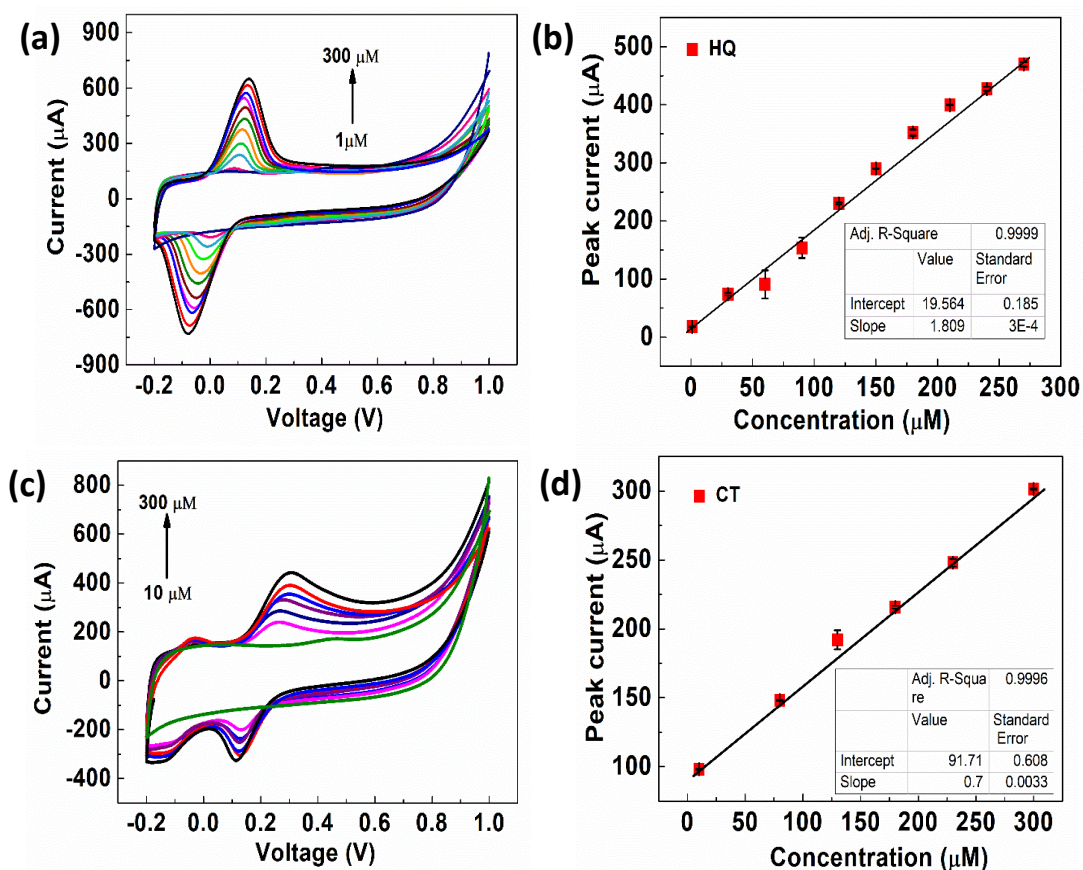 (a)
900
600
300
0
-300
-600
-900
Current (μA)
300 μM
1μM
-0.2 0.0 0.2 0.4 0.6 0.8 1.0
Voltage (V)
(b)
500
400
300
200
100
0
Peak current (μA)
HQ
Adj. R-Square 0.9999
Value Standard
Error
Intercept 19.564 0.185
Slope 1.809 3E-4
0 50 100 150 200 250 300
Concentration (μM)
(c)
800
600
400
200
0
-200
-400
Current (μA)
300 μM
10 μM
-0.2 0.0 0.2 0.4 0.6 0.8 1.0
Voltage (V)
(d)
300
250
200
150
100
Peak current (μA)
CT
Adj. R-Squa 0.9996
re
Value Standard
Error
Intercept 91.71 0.608
Slope 0.7 0.0033
0 50 100 150 200 250 300
Concentration (μM)